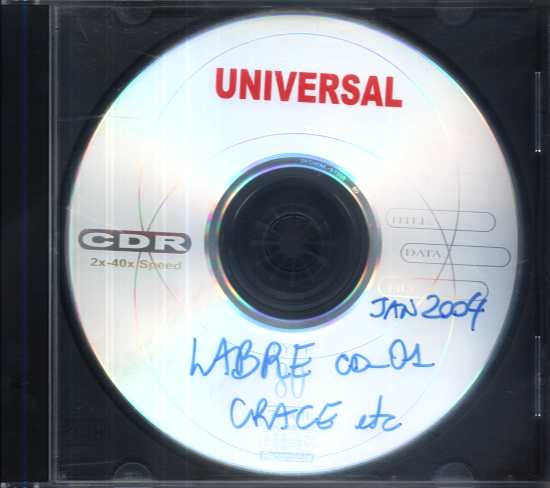 UNIVERSAL
CDR
2x-40x Speed
TITLE
DATA
JAN 2004
LABRE CD-01
GRACE etc